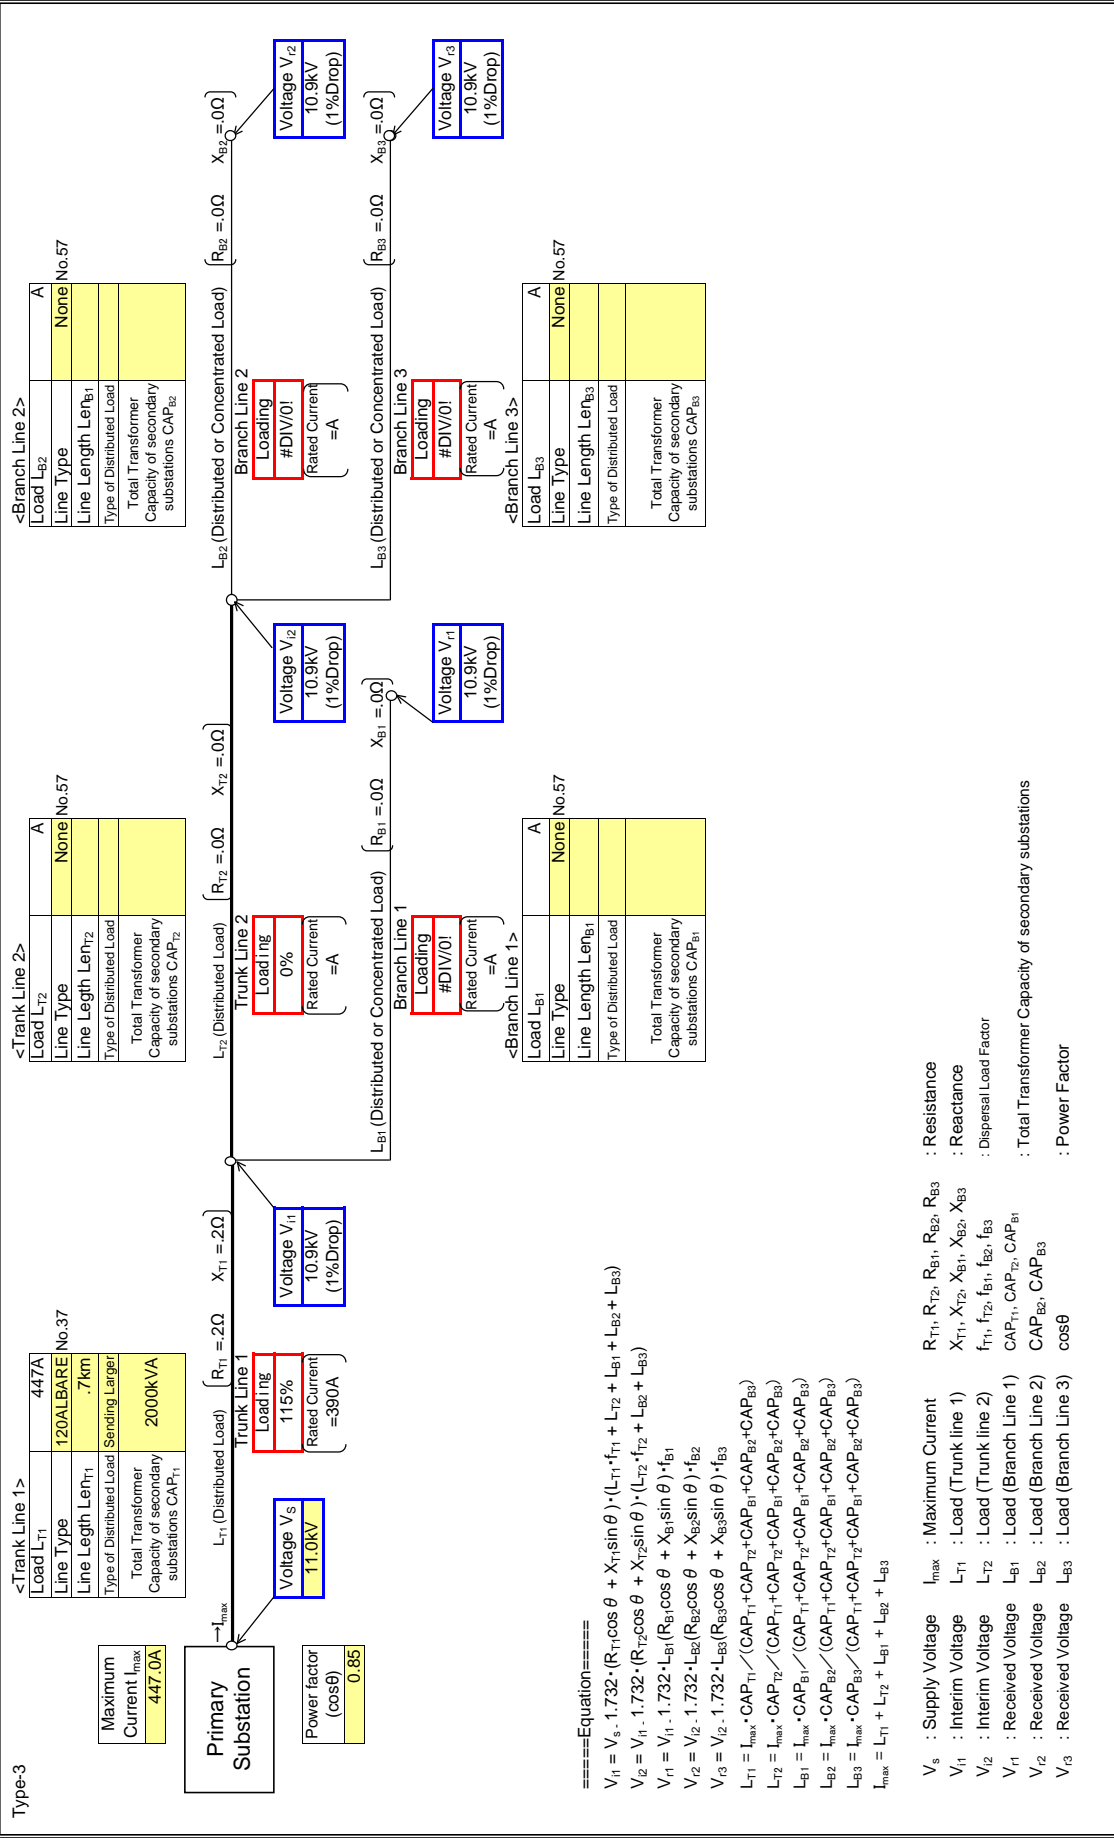 Type-3
Maximum
Current Imax
447.0A
Primary
Substation
Power factor
(cosθ)
0.85
→Imax
Voltage VS
11.0kV
<Trank Line 1>
Load LT1 447A
Line Type 120ALBARE No.37
Line Legth LenT1 .7km
Type of Distributed Load Sending Larger
Total Transformer
Capacity of secondary
substations CAPT1
2000kVA
LT1 (Distributed Load)
RT1 =.2Ω XT1 =.2Ω
Trunk Line 1
Loading
115%
Rated Current
=390A
Voltage Vi1
10.9kV
(1%Drop)
<Trank Line 2>
Load LT2 A
Line Type None No.57
Line Legth LenT2
Type of Distributed Load
Total Transformer
Capacity of secondary
substations CAPT2
LT2 (Distributed Load)
RT2 =.0Ω XT2 =.0Ω
Trunk Line 2
Loading
0%
Rated Current
=A
Voltage Vi2
10.9kV
(1%Drop)
LB1 (Distributed or Concentrated Load)
RB1 =.0Ω XB1 =.0Ω
Branch Line 1
Loading
#DIV/0!
Rated Current
=A
Voltage Vr1
10.9kV
(1%Drop)
<Branch Line 1>
Load LB1 A
Line Type None No.57
Line Length LenB1
Type of Distributed Load
Total Transformer
Capacity of secondary
substations CAPB1
<Branch Line 2>
Load LB2 A
Line Type None No.57
Line Length LenB1
Type of Distributed Load
Total Transformer
Capacity of secondary
substations CAPB2
LB2 (Distributed or Concentrated Load)
RB2 =.0Ω XB2 =.0Ω
Branch Line 2
Loading
#DIV/0!
Rated Current
=A
Voltage Vr2
10.9kV
(1%Drop)
LB3 (Distributed or Concentrated Load)
RB3 =.0Ω XB3 =.0Ω
Branch Line 3
Loading
#DIV/0!
Rated Current
=A
Voltage Vr3
10.9kV
(1%Drop)
<Branch Line 3>
Load LB3 A
Line Type None No.57
Line Length LenB3
Type of Distributed Load
Total Transformer
Capacity of secondary
substations CAPB3
=====Equation=====
Vi1 = Vs - 1.732・(RT1cos θ + XT1sin θ)・(LT1・fT1 + LT2 + LB1 + LB2 + LB3)
Vi2 = Vi1 - 1.732・(RT2cos θ + XT2sin θ)・(LT2・fT2 + LB2 + LB3)
Vr1 = Vi1 - 1.732・LB1(RB1cos θ + XB1sin θ)・fB1
Vr2 = Vi2 - 1.732・LB2(RB2cos θ + XB2sin θ)・fB2
Vr3 = Vi2 - 1.732・LB3(RB3cos θ + XB3sin θ)・fB3
LT1 = Imax・CAPT1／(CAPT1+CAPT2+CAPB1+CAPB2+CAPB3)
LT2 = Imax・CAPT2／(CAPT1+CAPT2+CAPB1+CAPB2+CAPB3)
LB1 = Imax・CAPB1／(CAPT1+CAPT2+CAPB1+CAPB2+CAPB3)
LB2 = Imax・CAPB2／(CAPT1+CAPT2+CAPB1+CAPB2+CAPB3)
LB3 = Imax・CAPB3／(CAPT1+CAPT2+CAPB1+CAPB2+CAPB3)
Imax = LT1 + LT2 + LB1 + LB2 + LB3
Vs : Supply Voltage Imax : Maximum Current RT1, RT2, RB1, RB2, RB3 : Resistance
Vi1 : Interim Voltage LT1 : Load (Trunk line 1) XT1, XT2, XB1, XB2, XB3 : Reactance
Vi2 : Interim Voltage LT2 : Load (Trunk line 2) fT1, fT2, fB1, fB2, fB3 : Dispersal Load Factor
Vr1 : Received Voltage LB1 : Load (Branch Line 1) CAPT1, CAPT2, CAPB1 : Total Transformer Capacity of secondary substations
Vr2 : Received Voltage LB2 : Load (Branch Line 2) CAPB2, CAPB3
Vr3 : Received Voltage LB3 : Load (Branch Line 3) cosθ : Power Factor